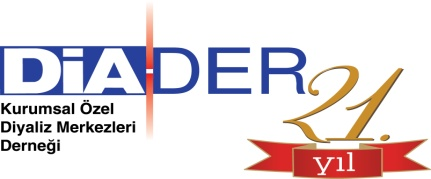 DiA-DER
Kurumsal Özel
Diyaliz Merkezleri
Derneği
21.
yıl